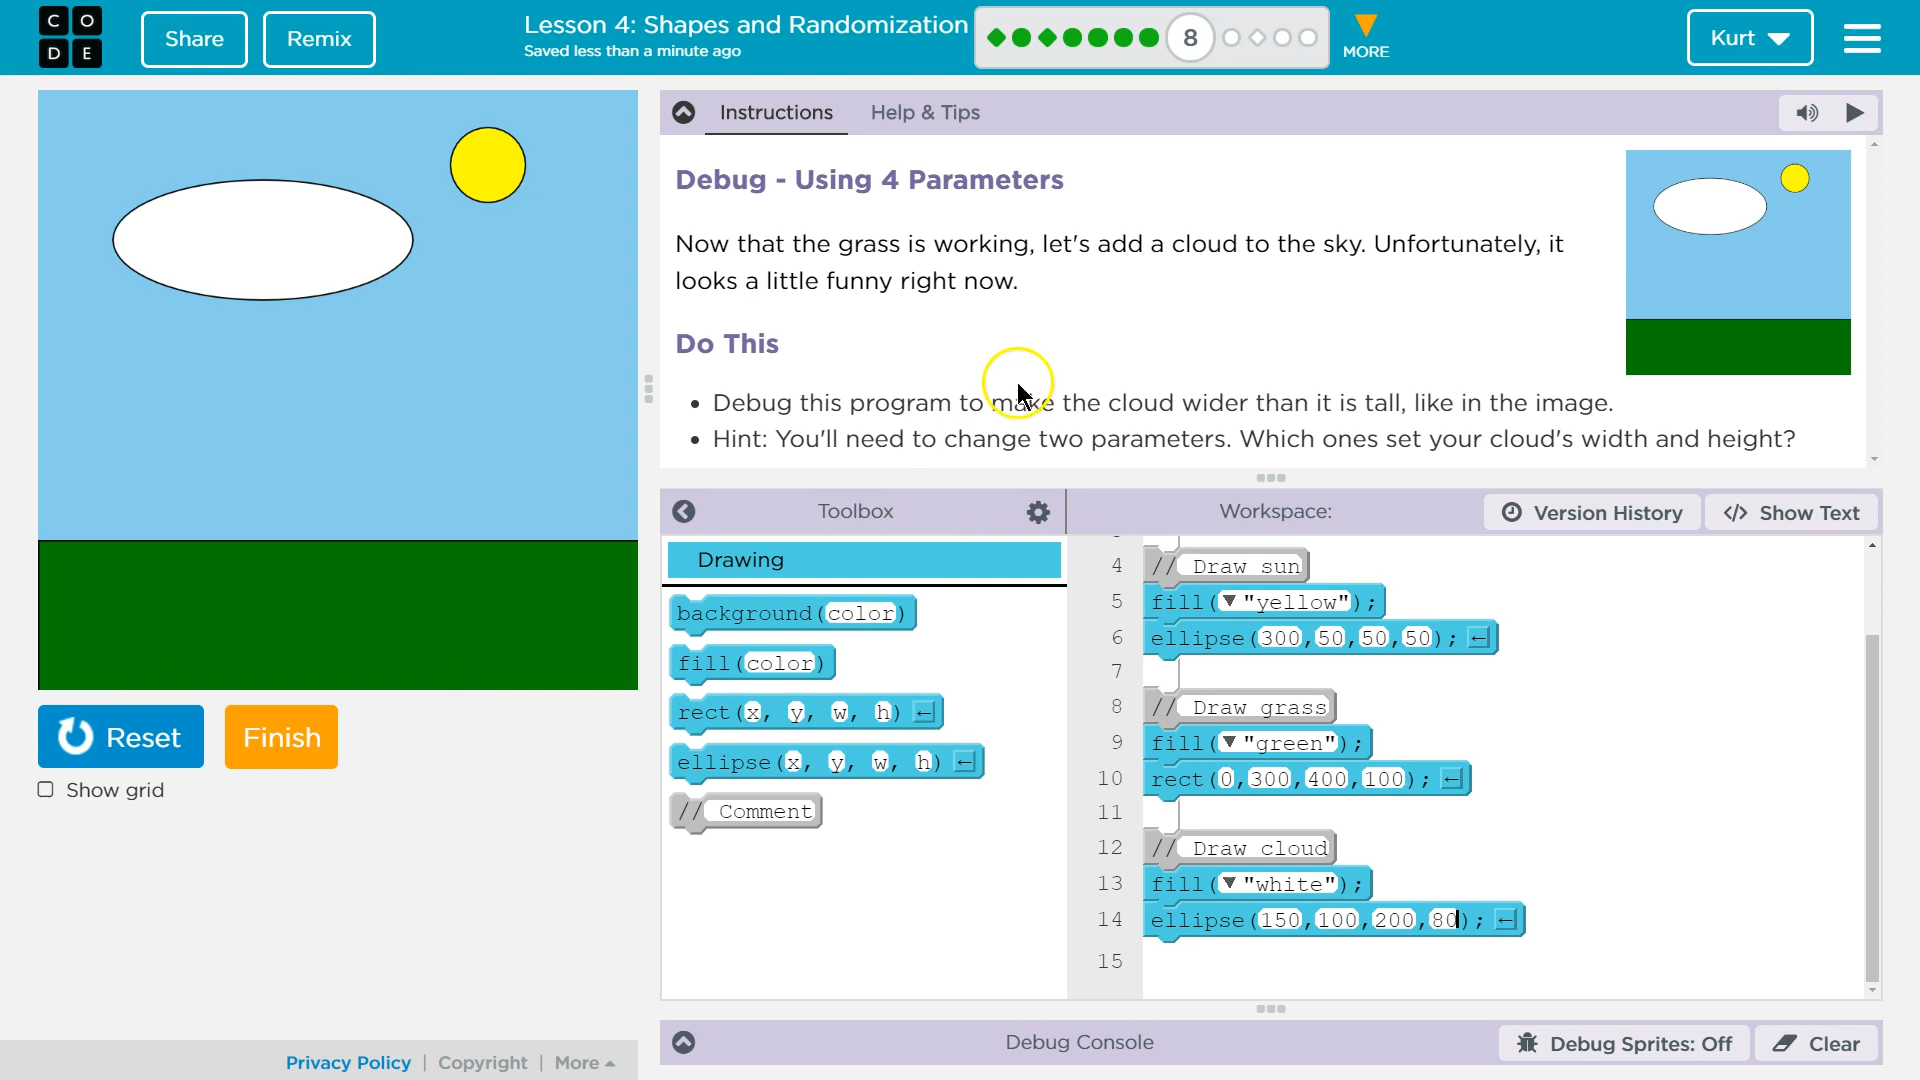 CODE
Share
Remix
Lesson 4: Shapes and Randomization
Saved less than a minute ago
8
MORE
Kurt
Instructions
Help & Tips
Debug - Using 4 Parameters
Now that the grass is working, let's add a cloud to the sky. Unfortunately, it
looks a little funny right now.
Do This
• Debug this program to make the cloud wider than it is tall, like in the image.
• Hint: You'll need to change two parameters. Which ones set your cloud's width and height?
Reset
Finish
Show grid
Toolbox
Workspace:
Version History
</> Show Text
Drawing
background(color)
fill(color)
rect(x, y, w, h)
ellipse(x, y, w, h)
// Comment
4 // Draw sun
5 fill("yellow");
6 ellipse(300,50,50,50);
7
8 // Draw grass
9 fill("green");
10 rect(0,300,400,100);
11
12 // Draw cloud
13 fill("white");
14 ellipse(150,100,200,80);
15
Debug Console
Debug Sprites: Off
Clear
Privacy Policy | Copyright | More